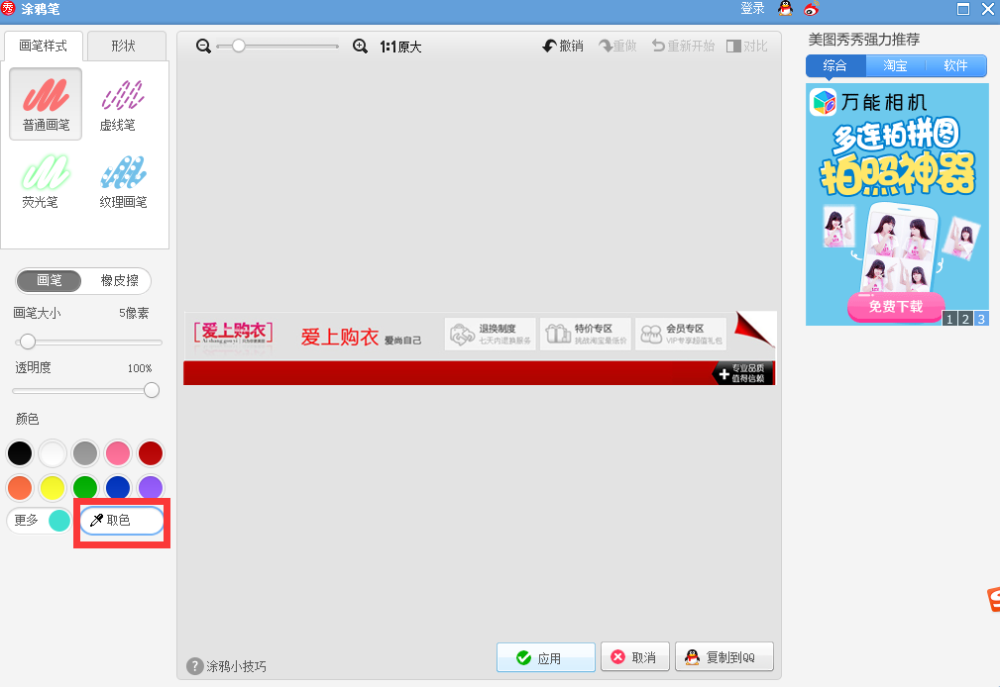 秀 涂鸦笔
登录
画笔样式 形状
普通画笔 虚线笔
荧光笔 纹理画笔
画笔 橡皮擦
画笔大小 5像素
透明度 100%
颜色
更多 取色
1:1原大 撤销 重做 重新开始 对比
[爱上购衣]
爱上购衣 爱尚自己
退换制度
七天内退换服务
特价专区
挑战淘宝最低价
会员专区
VIP专享超值礼包
专业品质
值得信赖
? 涂鸦小技巧
应用 取消 复制到QQ
美图秀秀强力推荐
综合 淘宝 软件
万能相机
多连拍拼图
拍照神器
免费下载
1 2 3